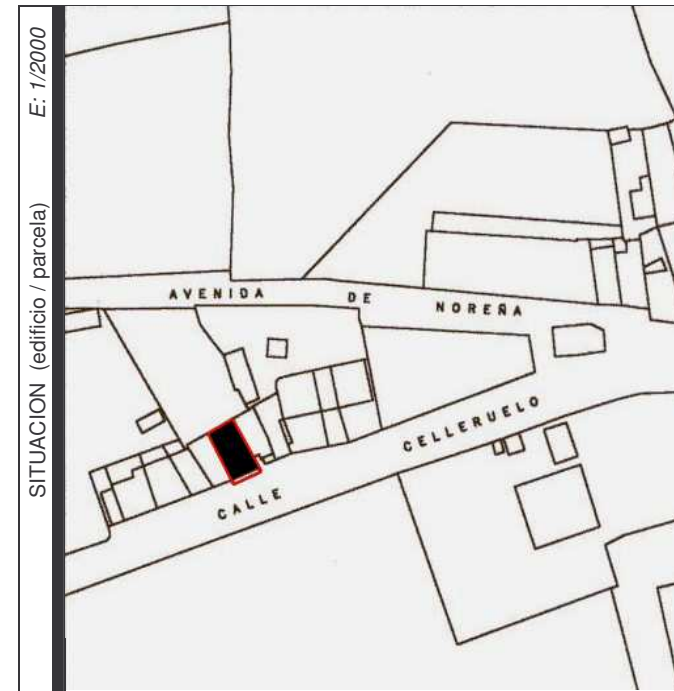 SITUACION (edificio / parcela) E: 1/2000
AVENIDA DE NOREÑA
CALLE CELLERUELO